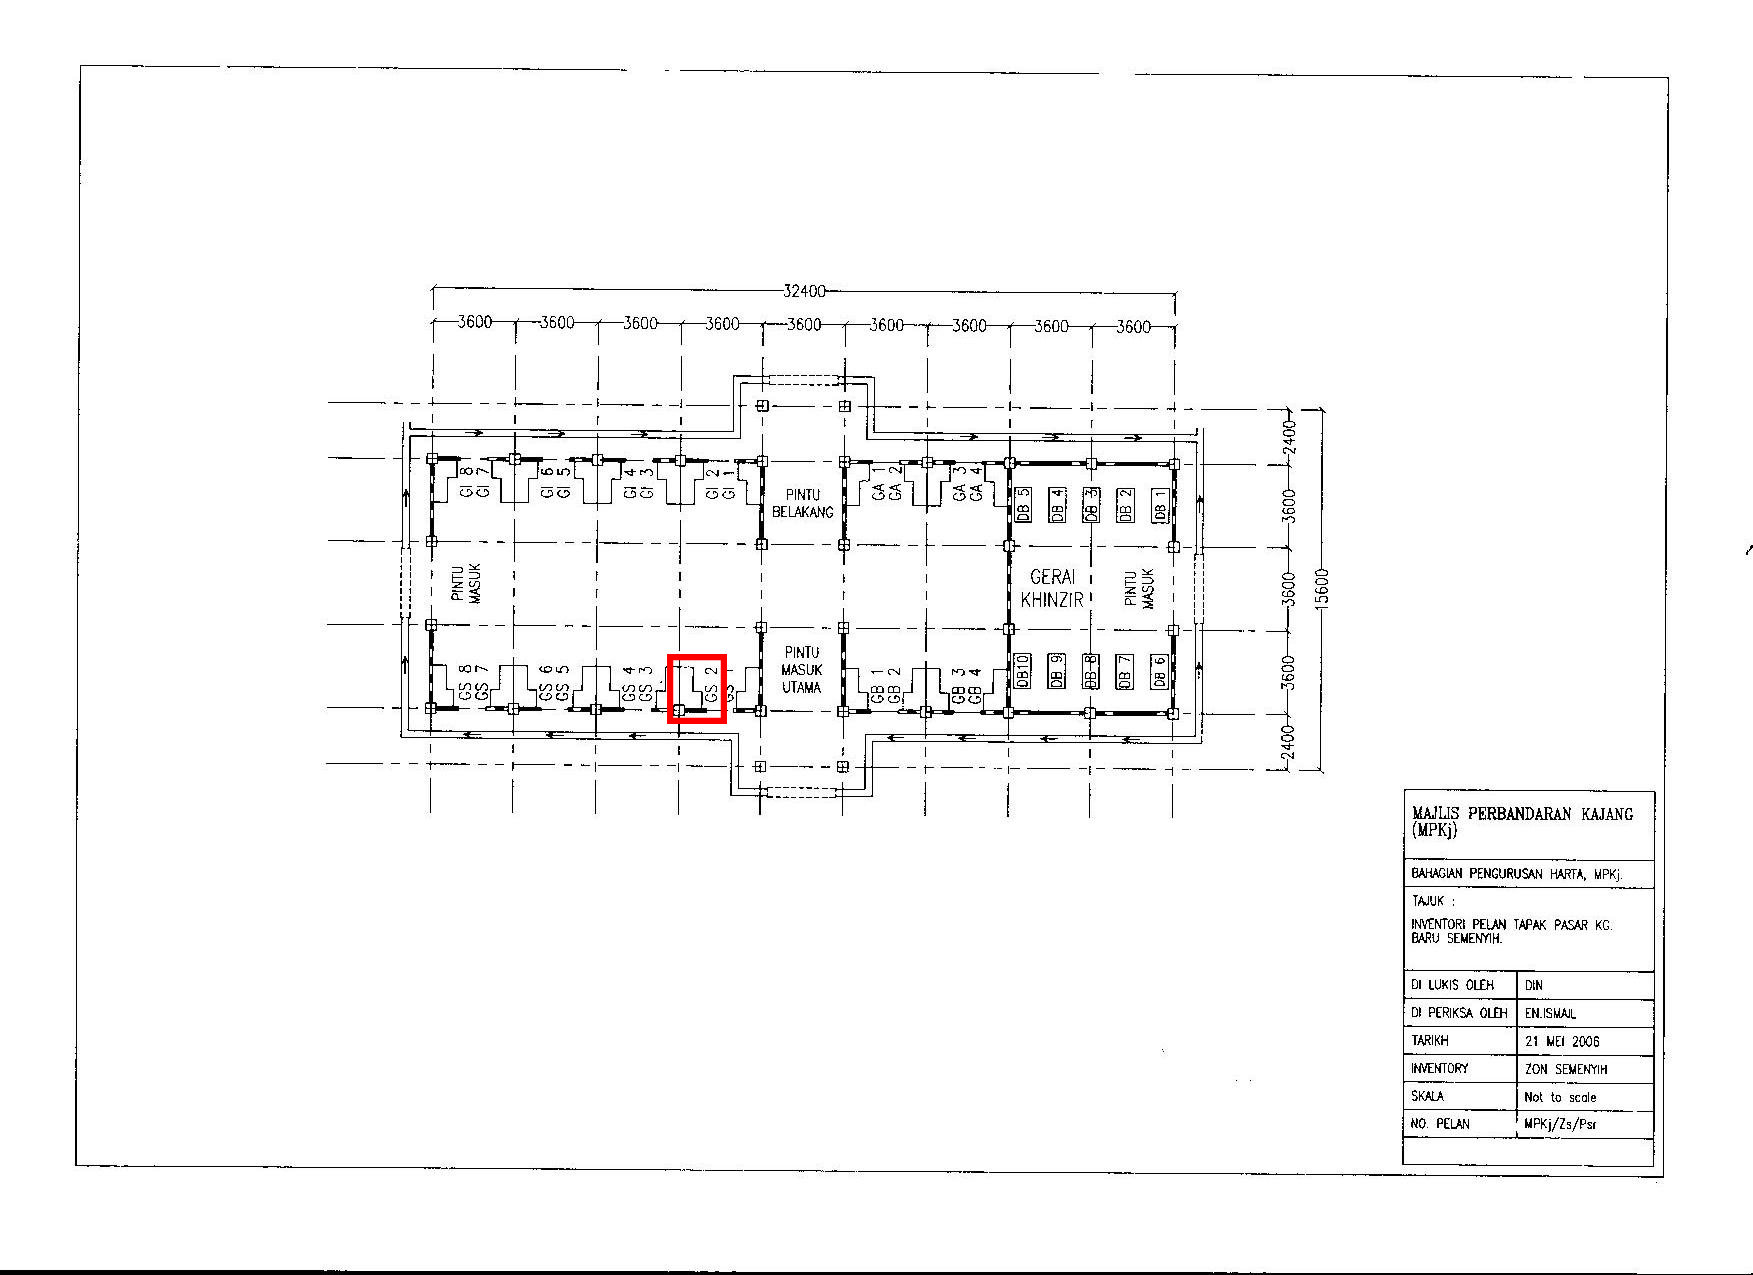 32400
3600 3600 3600 3600 3600 3600 3600 3600 3600
GI 8
GI 7
GI 6
GI 5
GI 4
GI 3
GI 2
GI 1
PINTU
BELAKANG
GA 1
GA 2
GA 3
GA 4
DB 5
DB 4
DB 3
DB 2
DB 1
2400
3600
3600
3600
2400
15600
PINTU
MASUK
GERAI
KHINZIR
PINTU
MASUK
GS 8
GS 7
GS 6
GS 5
GS 4
GS 3
GS 2
PINTU
MASUK
UTAMA
GB 1
GB 2
GB 3
GB 4
DB10
DB 9
DB 8
DB 7
DB 6
MAJLIS PERBANDARAN KAJANG
(MPKj)
BAHAGIAN PENGURUSAN HARTA, MPKj.
TAJUK :
INVENTORI PELAN TAPAK PASAR KG.
BARU SEMENYIH.
DI LUKIS OLEH DIN
DI PERIKSA OLEH EN.ISMAIL
TARIKH 21 MEI 2006
INVENTORY ZON SEMENYIH
SKALA Not to scale
NO. PELAN MPKj/Zs/Psr